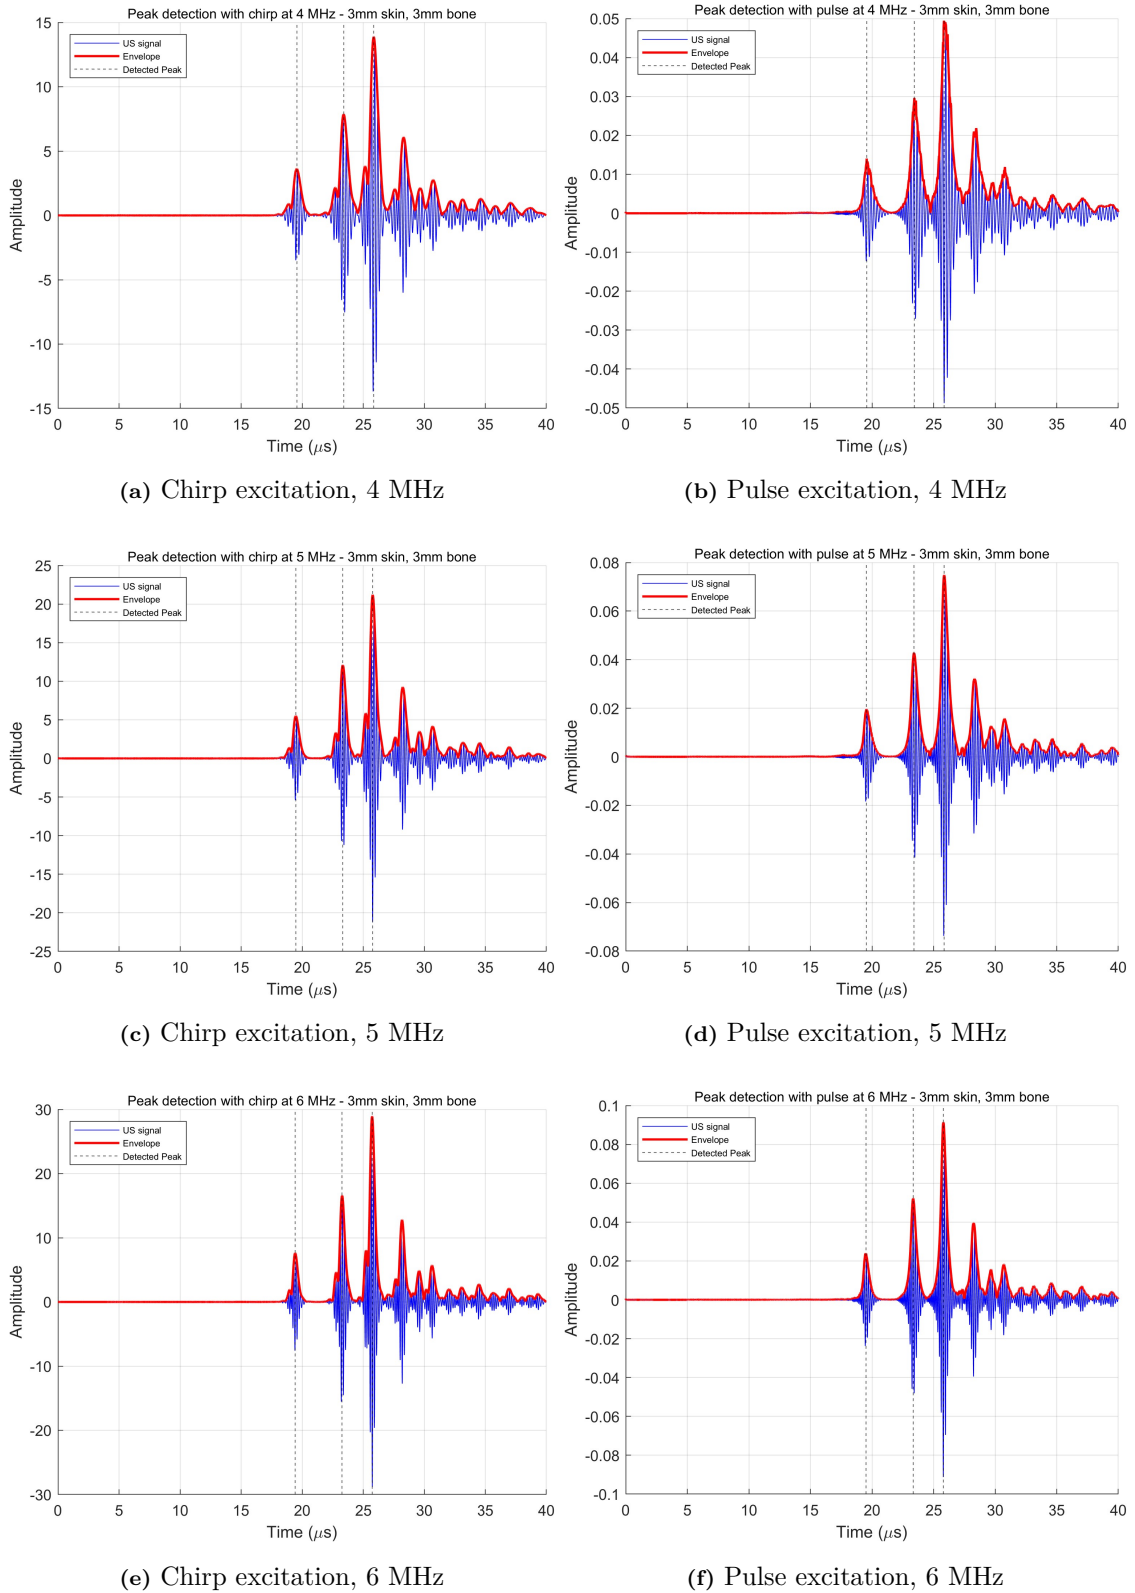 Peak detection with chirp at 4 MHz - 3mm skin, 3mm bone
US signal
Envelope
Detected Peak
Amplitude
15
10
5
0
-5
-10
-15
0 5 10 15 20 25 30 35 40
Time (μs)
(a) Chirp excitation, 4 MHz
Peak detection with pulse at 4 MHz - 3mm skin, 3mm bone
US signal
Envelope
Detected Peak
Amplitude
0.05
0.04
0.03
0.02
0.01
0
-0.01
-0.02
-0.03
-0.04
-0.05
0 5 10 15 20 25 30 35 40
Time (μs)
(b) Pulse excitation, 4 MHz
Peak detection with chirp at 5 MHz - 3mm skin, 3mm bone
US signal
Envelope
Detected Peak
Amplitude
25
20
15
10
5
0
-5
-10
-15
-20
-25
0 5 10 15 20 25 30 35 40
Time (μs)
(c) Chirp excitation, 5 MHz
Peak detection with pulse at 5 MHz - 3mm skin, 3mm bone
US signal
Envelope
Detected Peak
Amplitude
0.08
0.06
0.04
0.02
0
-0.02
-0.04
-0.06
-0.08
0 5 10 15 20 25 30 35 40
Time (μs)
(d) Pulse excitation, 5 MHz
Peak detection with chirp at 6 MHz - 3mm skin, 3mm bone
US signal
Envelope
Detected Peak
Amplitude
30
20
10
0
-10
-20
-30
0 5 10 15 20 25 30 35 40
Time (μs)
(e) Chirp excitation, 6 MHz
Peak detection with pulse at 6 MHz - 3mm skin, 3mm bone
US signal
Envelope
Detected Peak
Amplitude
0.1
0.08
0.06
0.04
0.02
0
-0.02
-0.04
-0.06
-0.08
-0.1
0 5 10 15 20 25 30 35 40
Time (μs)
(f) Pulse excitation, 6 MHz